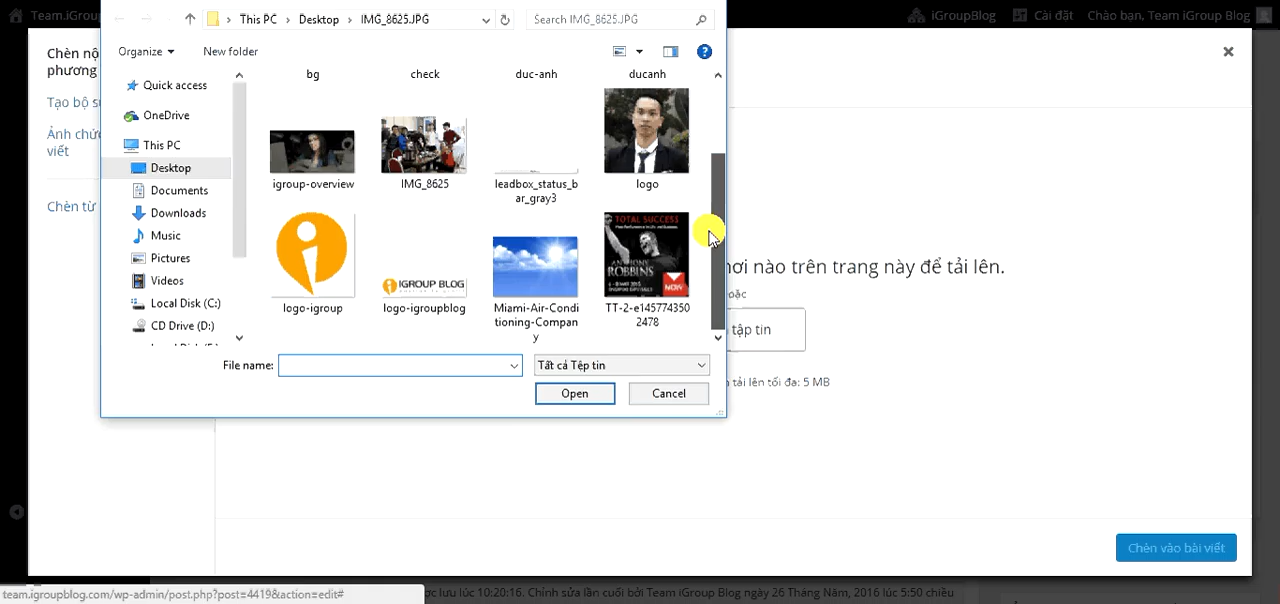 Team.iGrou
This PC > Desktop > IMG_8625.JPG
Search IMG_8625.JPG
iGroupBlog
Cài đặt
Chào bạn, Team iGroup Blog
Chèn nộ
phương
Tạo bộ sư
Ảnh chức
viết
Chèn từ
Organize
New folder
Quick access
OneDrive
This PC
Desktop
Documents
Downloads
Music
Pictures
Videos
Local Disk (C:)
CD Drive (D:)
bg
check
duc-anh
ducanh
igroup-overview
IMG_8625
leadbox_status_b
ar_gray3
logo
IGROUP BLOG
TOTAL SUCCESS
ANTHONY
ROBBINS
NOW
logo-igroup
logo-igroupblog
Miami-Air-Condi
tioning-Compan
y
TT-2-e145774350
2478
File name:
Tất cả Tệp tin
Open
Cancel
nơi nào trên trang này để tải lên.
oặc
tập tin
tải lên tối đa: 5 MB
Chèn vào bài viết
team.igroupblog.com/wp-admin/post.php?post=4419&action=edit#
ợc lưu lúc 10:20:16. Chỉnh sửa lần cuối bởi Team iGroup Blog ngày 26 Tháng Năm, 2016 lúc 5:50 chiều